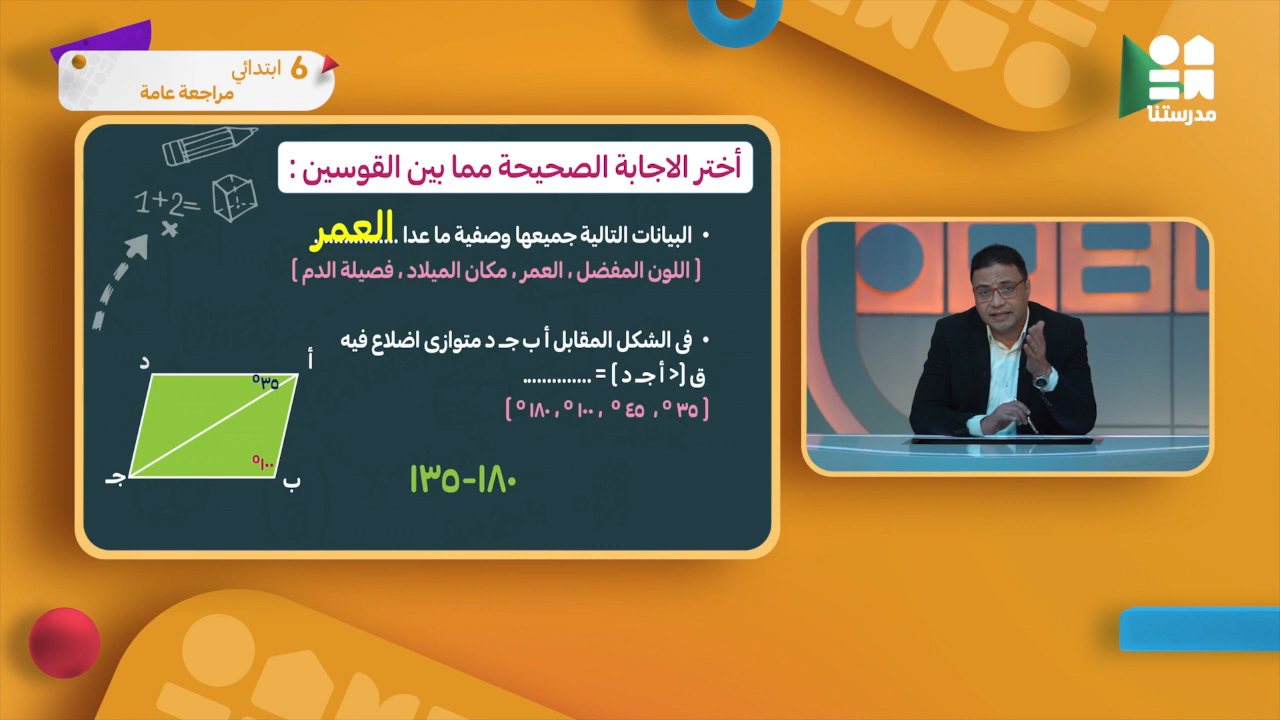 6 ابتدائي
مراجعة عامة
مدرستنا
أختر الاجابة الصحيحة مما بين القوسين :
1+2=
• البيانات التالية جميعها وصفية ما عدا .............. العمر
( اللون المفضل ، العمر ، مكان الميلاد ، فصيلة الدم )
• فى الشكل المقابل أ ب جـ د متوازى اضلاع فيه
ق (< أ جـ د ) = ..............
( ٣٥ ° ، ٤٥ ° ، ١٠٠ ° ، ١٨٠ ° )
د
أ
٣٥°
١٠٠°
جـ
ب
١٨٠-١٣٥